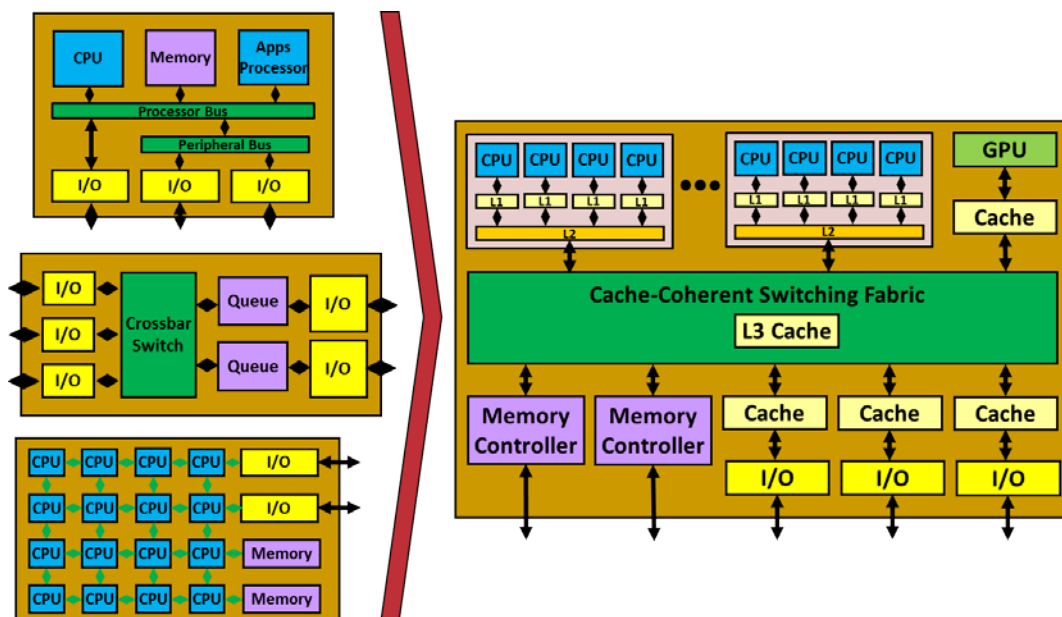 CPU
Memory
Apps
Processor
Processor Bus
Peripheral Bus
I/O
I/O
I/O
I/O
I/O
I/O
Crossbar
Switch
Queue
Queue
I/O
I/O
CPU CPU CPU CPU I/O
CPU CPU CPU CPU I/O
CPU CPU CPU CPU Memory
CPU CPU CPU CPU Memory
CPU CPU CPU CPU
L1 L1 L1 L1
L2
CPU CPU CPU CPU
L1 L1 L1 L1
L2
GPU
Cache
Cache-Coherent Switching Fabric
L3 Cache
Memory
Controller
Memory
Controller
Cache
Cache
Cache
I/O
I/O
I/O